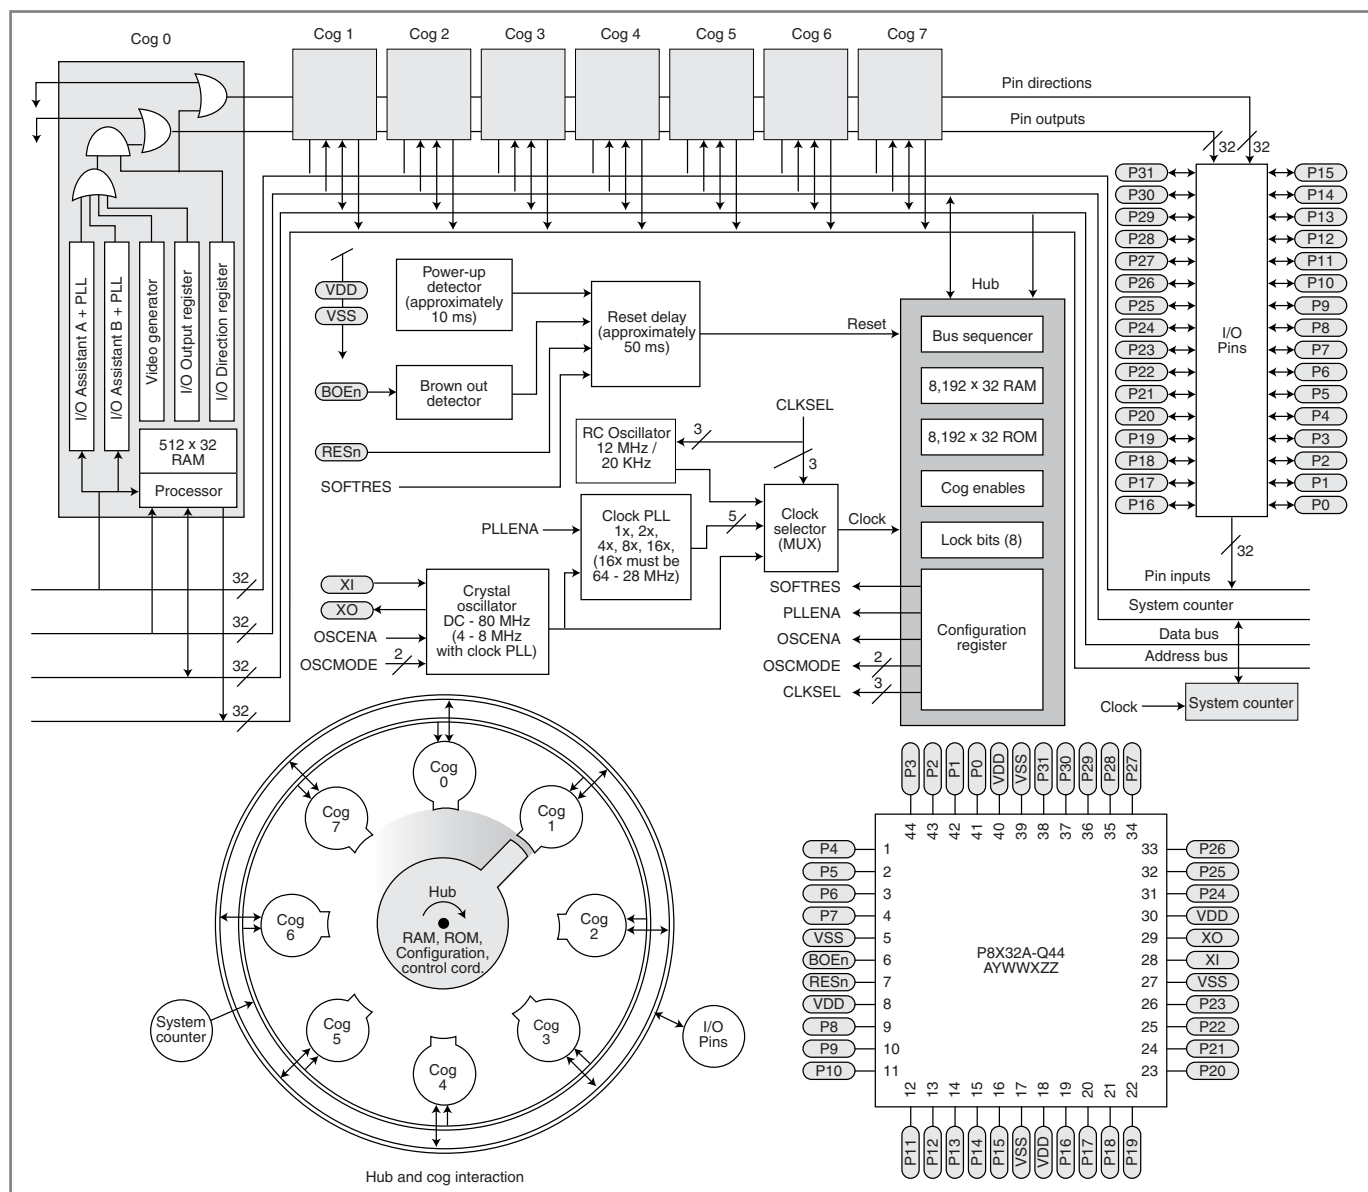 Cog 0
Cog 1
Cog 2
Cog 3
Cog 4
Cog 5
Cog 6
Cog 7
Pin directions
Pin outputs
32
32
I/O Assistant A + PLL
I/O Assistant B + PLL
Video generator
I/O Output register
I/O Direction register
512 x 32
RAM
Processor
32
32
32
32
VDD
VSS
BOEn
RESn
SOFTRES
Power-up
detector
(approximately
10 ms)
Brown out
detector
Reset delay
(approximately
50 ms)
Reset
CLKSEL
3
3
RC Oscillator
12 MHz /
20 KHz
PLLENA
Clock PLL
1x, 2x,
4x, 8x, 16x,
(16x must be
64 - 28 MHz)
5
Clock
selector
(MUX)
Clock
XI
XO
OSCENA
OSCMODE
2
Crystal
oscillator
DC - 80 MHz
(4 - 8 MHz
with clock PLL)
Hub
Bus sequencer
8,192 x 32 RAM
8,192 x 32 ROM
Cog enables
Lock bits (8)
Configuration
register
SOFTRES
PLLENA
OSCENA
OSCMODE
2
CLKSEL
3
P31
P30
P29
P28
P27
P26
P25
P24
P23
P22
P21
P20
P19
P18
P17
P16
I/O
Pins
P15
P14
P13
P12
P11
P10
P9
P8
P7
P6
P5
P4
P3
P2
P1
P0
32
Pin inputs
System counter
Data bus
Address bus
Clock
System counter
Cog
0
Cog
1
Cog
2
Cog
3
Cog
4
Cog
5
Cog
6
Cog
7
Hub
RAM, ROM,
Configuration,
control cord.
System
counter
I/O
Pins
Hub and cog interaction
P3
P2
P1
P0
VDD
VSS
P31
P30
P29
P28
P27
44
43
42
41
40
39
38
37
36
35
34
P4 1
P5 2
P6 3
P7 4
VSS 5
BOEn 6
RESn 7
VDD 8
P8 9
P9 10
P10 11
P8X32A-Q44
AYWWXZZ
33 P26
32 P25
31 P24
30 VDD
29 XO
28 XI
27 VSS
26 P23
25 P22
24 P21
23 P20
12
13
14
15
16
17
18
19
20
21
22
P11
P12
P13
P14
P15
VSS
VDD
P16
P17
P18
P19